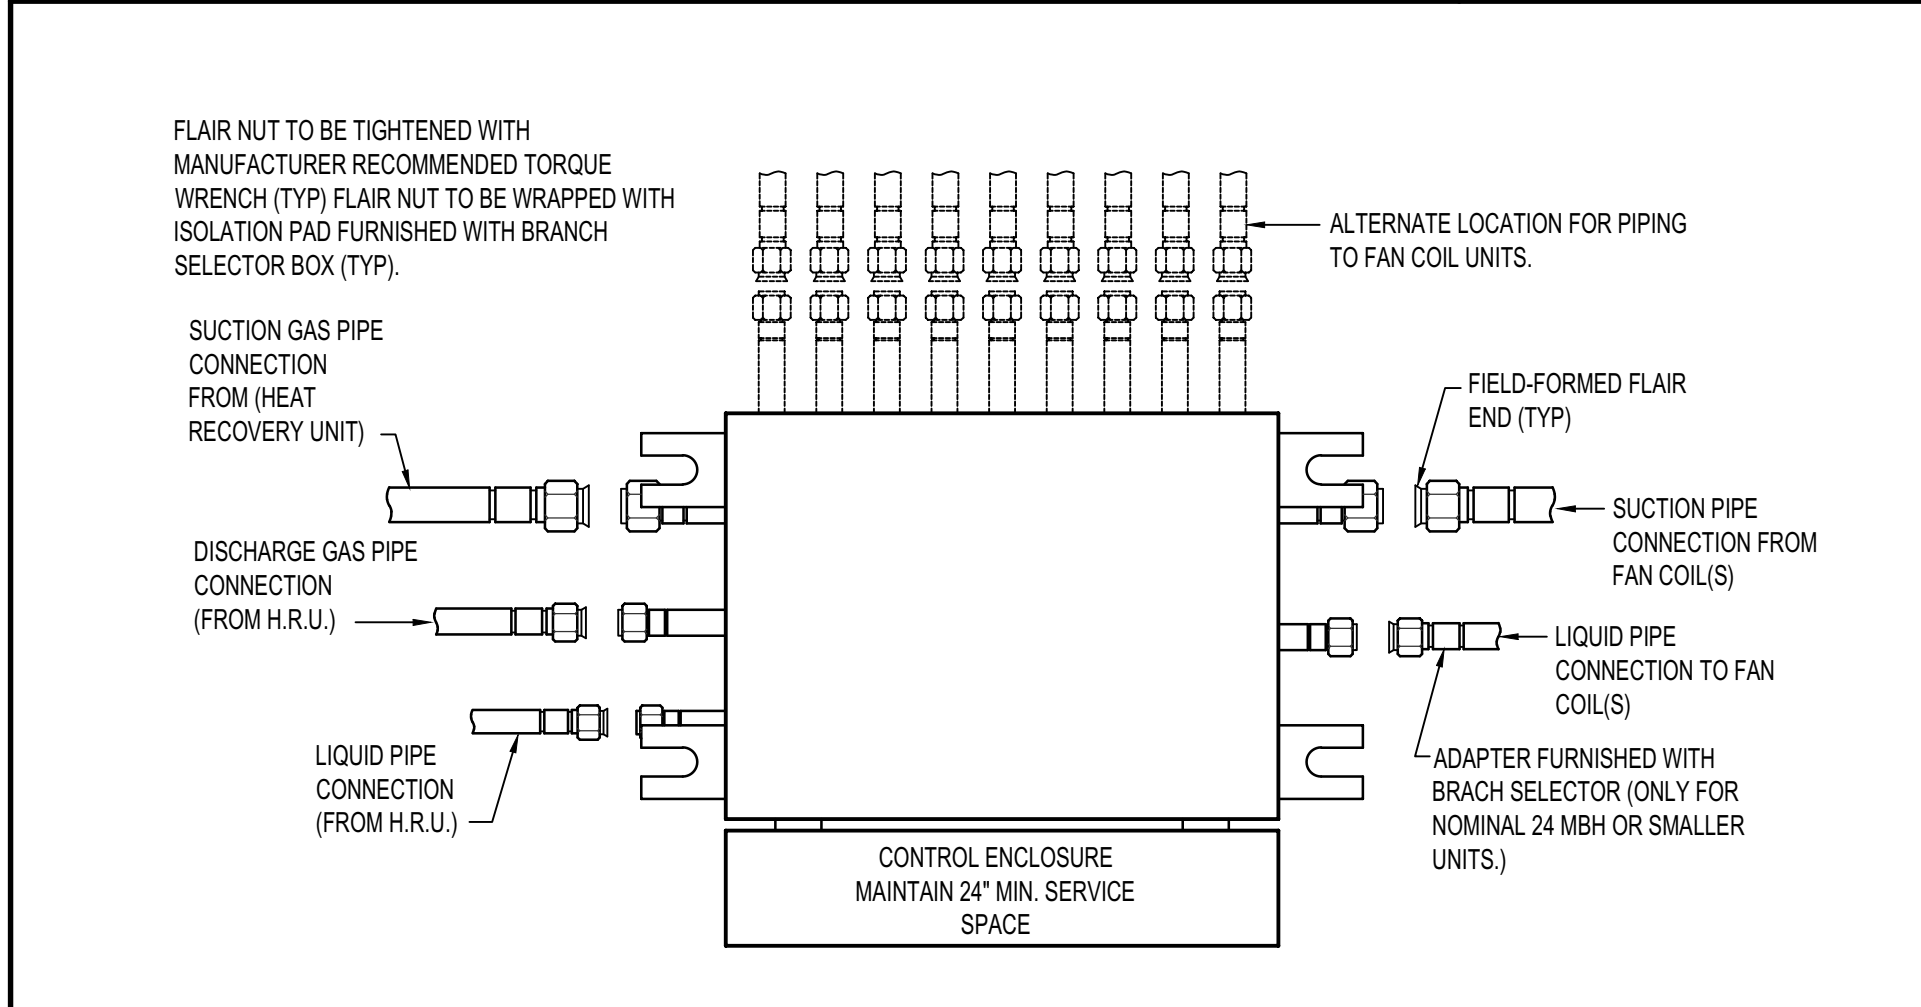 FLAIR NUT TO BE TIGHTENED WITH
MANUFACTURER RECOMMENDED TORQUE
WRENCH (TYP) FLAIR NUT TO BE WRAPPED WITH
ISOLATION PAD FURNISHED WITH BRANCH
SELECTOR BOX (TYP).
ALTERNATE LOCATION FOR PIPING
TO FAN COIL UNITS.
SUCTION GAS PIPE
CONNECTION
FROM (HEAT
RECOVERY UNIT)
FIELD-FORMED FLAIR
END (TYP)
SUCTION PIPE
CONNECTION FROM
FAN COIL(S)
DISCHARGE GAS PIPE
CONNECTION
(FROM H.R.U.)
LIQUID PIPE
CONNECTION TO FAN
COIL(S)
LIQUID PIPE
CONNECTION
(FROM H.R.U.)
ADAPTER FURNISHED WITH
BRACH SELECTOR (ONLY FOR
NOMINAL 24 MBH OR SMALLER
UNITS.)
CONTROL ENCLOSURE
MAINTAIN 24" MIN. SERVICE
SPACE